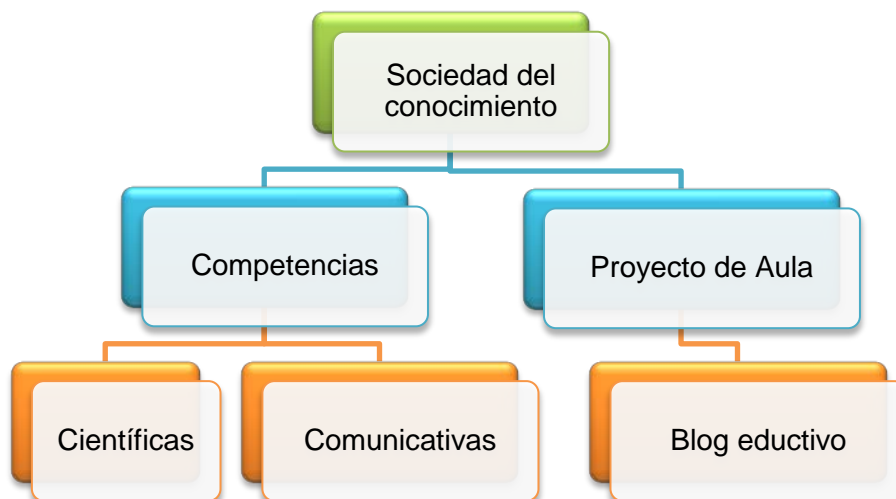 Sociedad del
conocimiento
Competencias
Proyecto de Aula
Científicas
Comunicativas
Blog eductivo